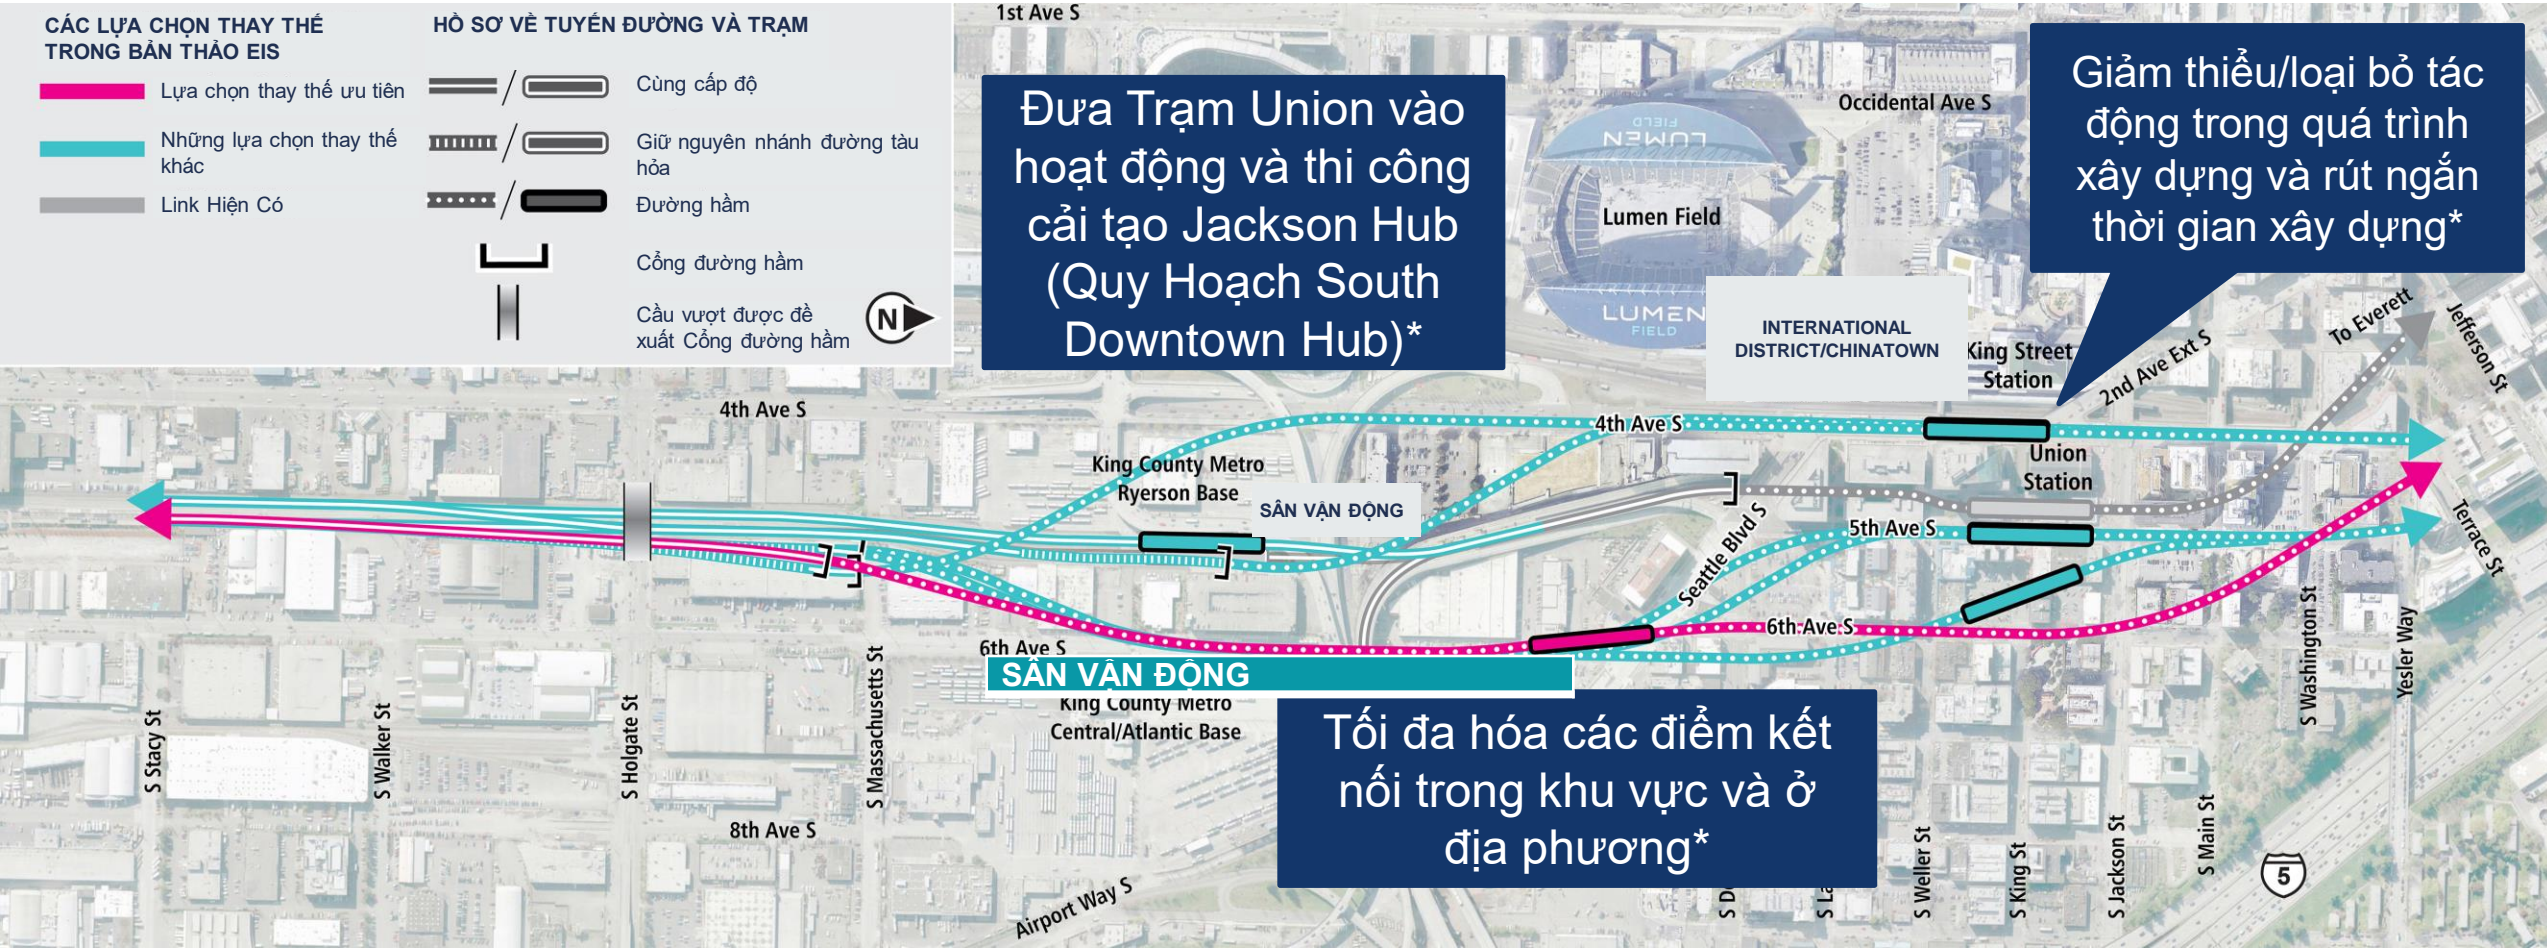 CÁC LỰA CHỌN THAY THẾ
TRONG BẢN THẢO EIS
Lựa chọn thay thế ưu tiên
Những lựa chọn thay thế
khác
Link Hiện Có
HỒ SƠ VỀ TUYẾN ĐƯỜNG VÀ TRẠM
Cùng cấp độ
Giữ nguyên nhánh đường tàu
hỏa
Đường hầm
Cổng đường hầm
Cầu vượt được đề
xuất Cổng đường hầm
N
1st Ave S
Đưa Trạm Union vào
hoạt động và thi công
cải tạo Jackson Hub
(Quy Hoạch South
Downtown Hub)*
LUMEN
FIELD
Lumen Field
LUMEN
FIELD
Occidental Ave S
Giảm thiểu/loại bỏ tác
động trong quá trình
xây dựng và rút ngắn
thời gian xây dựng*
INTERNATIONAL
DISTRICT/CHINATOWN
King Street
Station
2nd Ave Ext S
To Everett
Jefferson St
4th Ave S
4th Ave S
Union
Station
King County Metro
Ryerson Base
SÂN VẬN ĐỘNG
Seattle Blvd S
5th Ave S
Terrace St
6th Ave S
6th Ave S
SÂN VẬN ĐỘNG
King County Metro
Central/Atlantic Base
Tối đa hóa các điểm kết
nối trong khu vực và ở
địa phương*
S Stacy St
S Walker St
S Holgate St
S Massachusetts St
8th Ave S
Airport Way S
S Weller St
S King St
S Jackson St
S Main St
S Washington St
Yesler Way
5